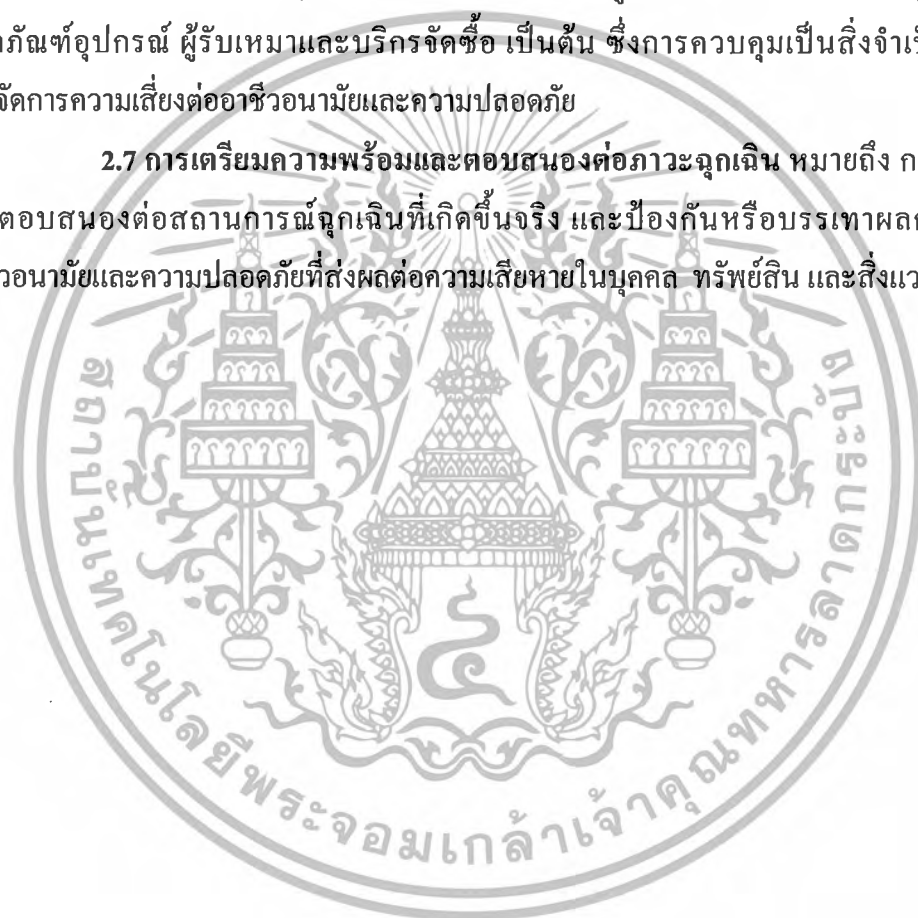 ภัณฑ์อุปกรณ์ ผู้รับเหมาและบริกรจัดซื้อ เป็นต้น ซึ่งการควบคุมเป็นสิ่งจำเ
จัดการความเสี่ยงต่ออาชีวอนามัยและความปลอดภัย
2.7 การเตรียมความพร้อมและตอบสนองต่อภาวะฉุกเฉิน หมายถึง ก
ตอบสนองต่อสถานการณ์ฉุกเฉินที่เกิดขึ้นจริง และป้องกันหรือบรรเทาผล
วอนามัยและความปลอดภัยที่ส่งผลต่อความเสียหายในบุคคล ทรัพย์สิน และสิ่งแว
สถาบันเทคโนโลยีพระจอมเกล้าเจ้าคุณทหารลาดกระบัง
๔